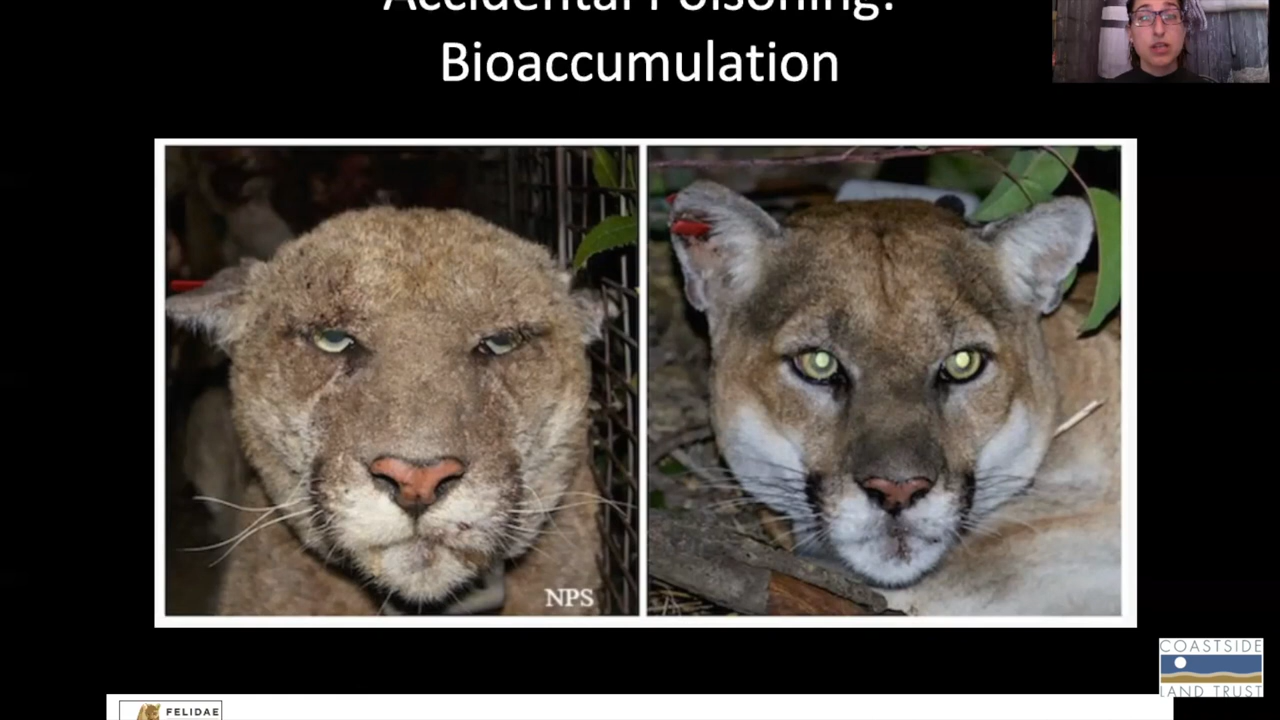 Accidental Poisoning:
Bioaccumulation
NPS
COASTSIDE
LAND TRUST
FELIDAE